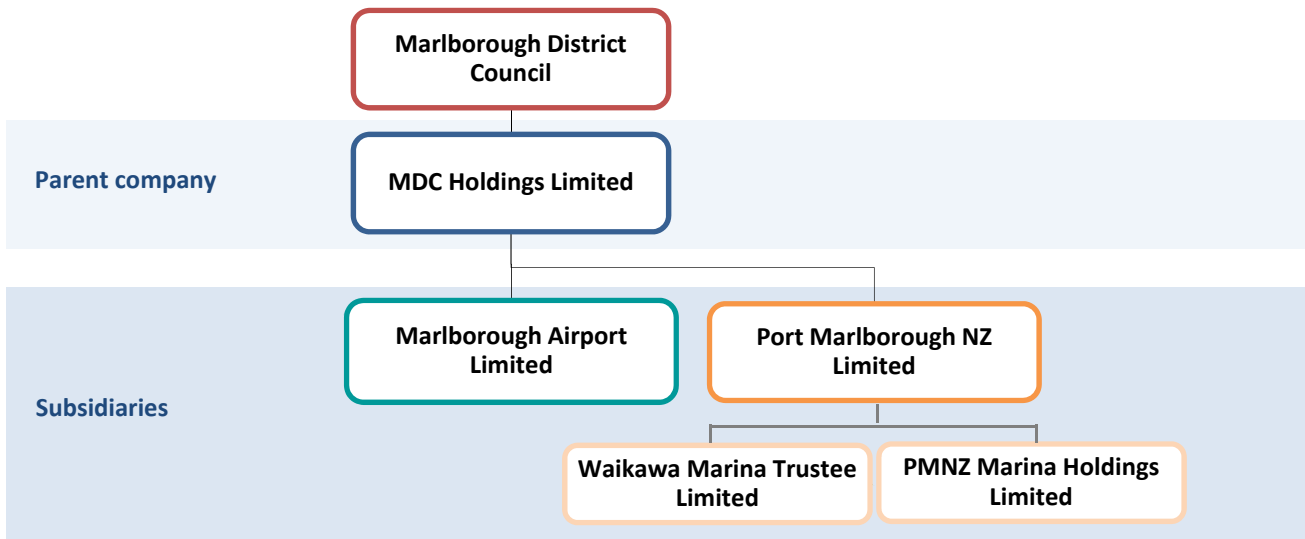 Marlborough District
Council
Parent company
MDC Holdings Limited
Marlborough Airport
Limited
Port Marlborough NZ
Limited
Subsidiaries
Waikawa Marina Trustee
Limited
PMNZ Marina Holdings
Limited